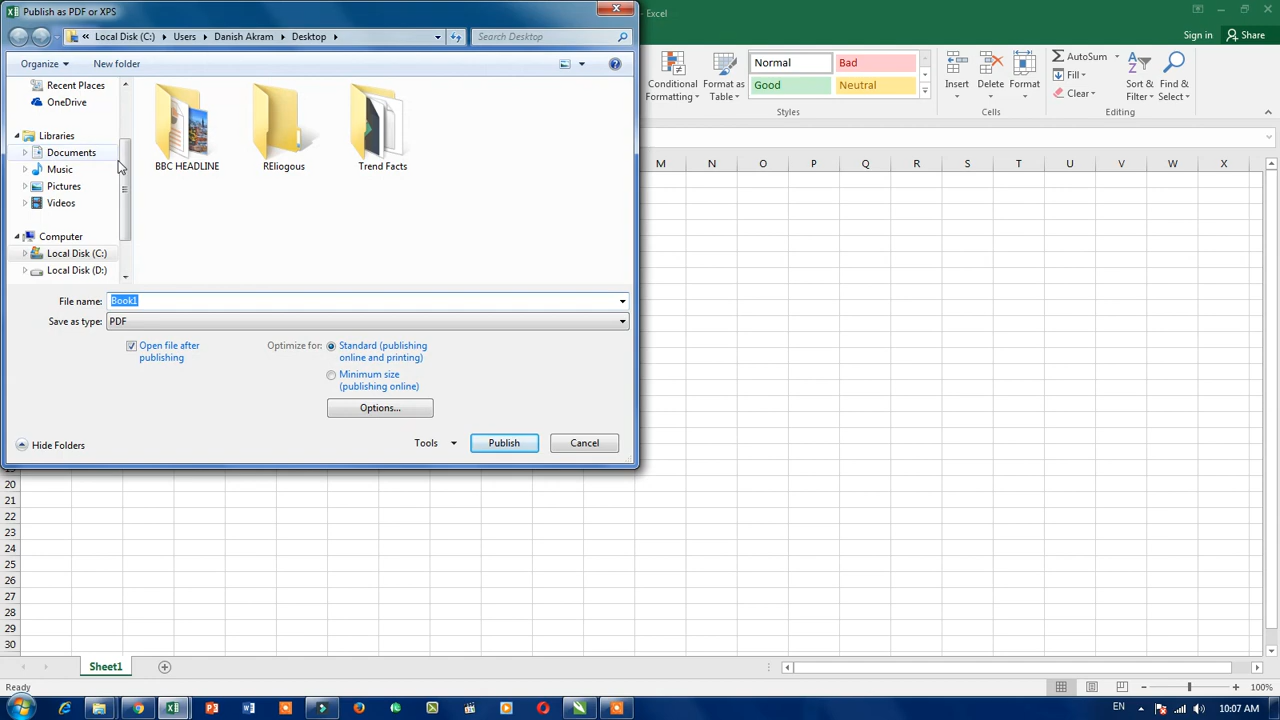 Publish as PDF or XPS
- Excel
« Local Disk (C:) Users Danish Akram Desktop
Search Desktop
Sign in Share
Organize New folder
Recent Places
OneDrive
Libraries
Documents
Music
Pictures
Videos
Computer
Local Disk (C:)
Local Disk (D:)
BBC HEADLINE
REliogous
Trend Facts
File name: Book1
Save as type: PDF
Open file after
publishing
Optimize for:
Standard (publishing
online and printing)
Minimum size
(publishing online)
Options...
Hide Folders
Tools
Publish
Cancel
Conditional
Formatting
Format as
Table
Normal Bad
Good Neutral
Styles
Insert Delete Format
Cells
AutoSum
Fill
Clear
Sort &
Filter
Find &
Select
Editing
M N O P Q R S T U V W X
20
21
22
23
24
25
26
27
28
29
30
Sheet1
Ready
100%
EN
10:07 AM